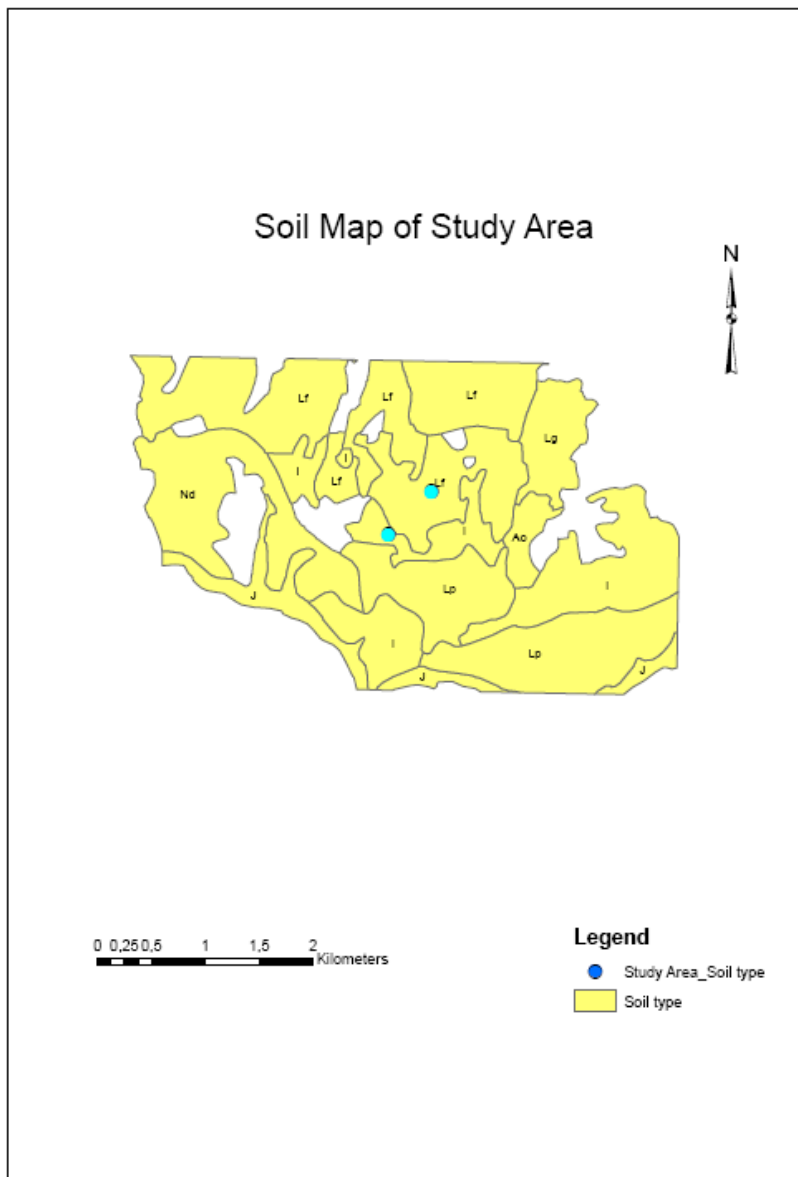 Soil Map of Study Area
N
Lf
Lf
Lf
Lg
I
I
Lf
Lf
Nd
I
Ao
J
Lp
I
I
Lp
J
J
0 0,25 0,5 1 1,5 2
Kilometers
Legend
Study Area_Soil type
Soil type